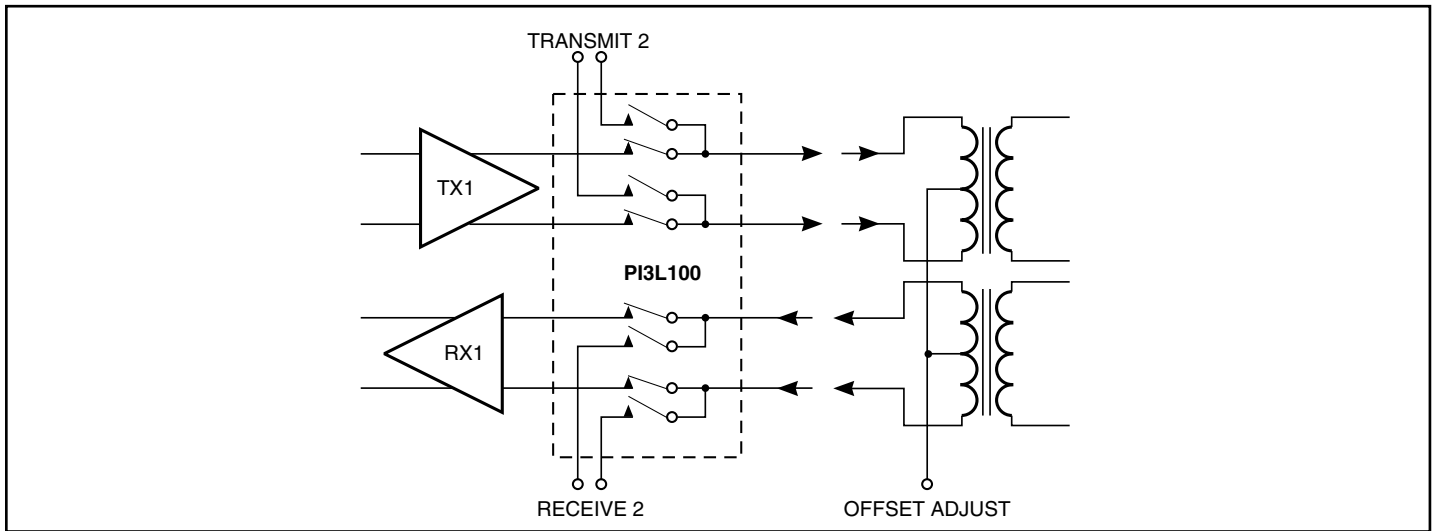 TRANSMIT 2
TX1
PI3L100
RX1
RECEIVE 2
OFFSET ADJUST